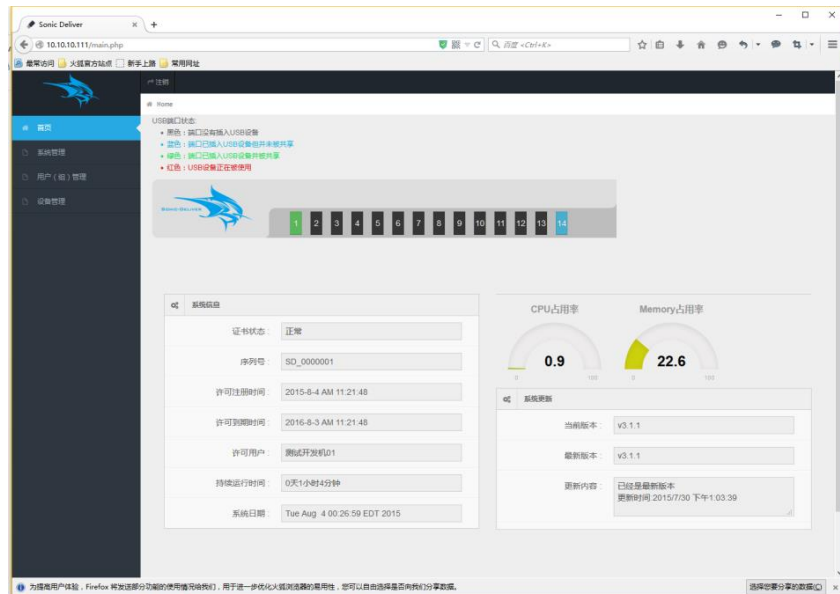 Sonic Deliver
10.10.10.111/main.php
百度 <Ctrl+K>
最常访问 火狐官方站点 新手上路 常用网址
注销
Home
首页
系统管理
用户（组）管理
设备管理
USB端口状态:
黑色：端口没有插入USB设备
蓝色：端口已插入USB设备但并未被共享
绿色：端口已插入USB设备并被共享
红色：USB设备正在被使用
SONIC-DELIVER
1 2 3 4 5 6 7 8 9 10 11 12 13 14
系统信息
证书状态: 正常
序列号: SD_0000001
许可注册时间: 2015-8-4 AM 11:21:48
许可到期时间: 2016-8-3 AM 11:21:48
许可用户: 测试开发机01
持续运行时间: 0天1小时4分钟
系统日期: Tue Aug 4 00:26:59 EDT 2015
CPU占用率
0.9
0 100
Memory占用率
22.6
0 100
系统更新
当前版本: v3.1.1
最新版本: v3.1.1
更新内容: 已经是最新版本
更新时间:2015/7/30 下午1:03:39
为提高用户体验，Firefox 将发送部分功能的使用情况给我们，用于进一步优化火狐浏览器的易用性，您可以自由选择是否向我们分享数据。
选择您要分享的数据(C)